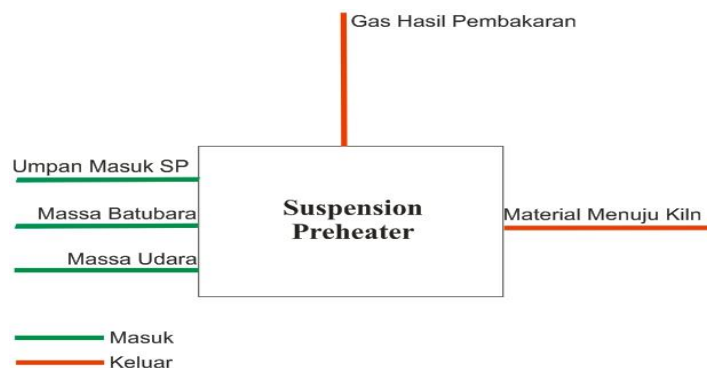 Gas Hasil Pembakaran
Umpan Masuk SP
Massa Batubara
Massa Udara
Suspension
Preheater
Material Menuju Kiln
Masuk
Keluar